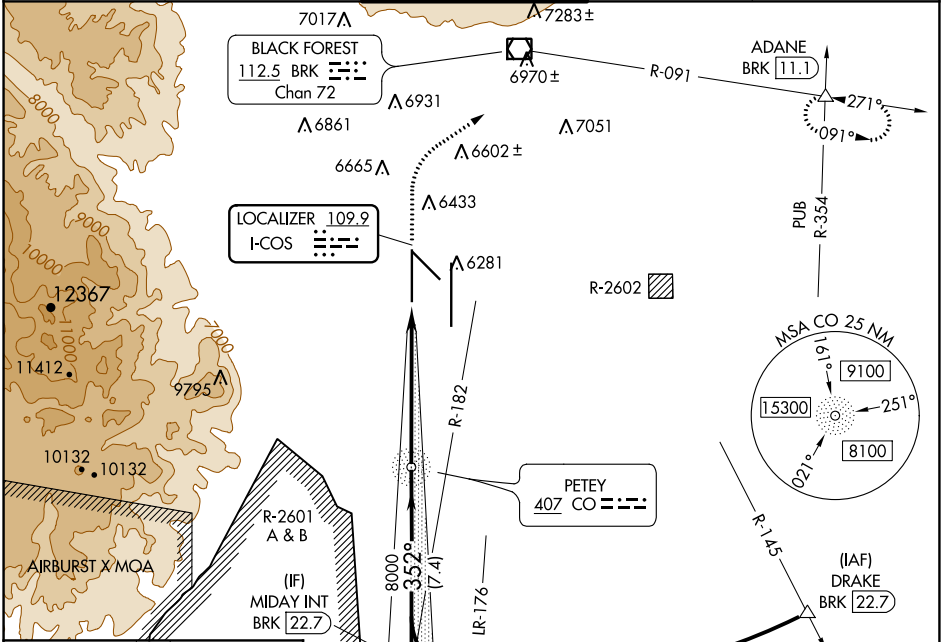 7017
7283±
BLACK FOREST
112.5 BRK
Chan 72
6970±
R-091
ADANE
BRK 11.1
8000
6931
6861
7051
271°
091°
6602±
6665
9000
6433
PUB
R-354
LOCALIZER 109.9
I-COS
10000
6281
R-2602
12367
11000
7000
MSA CO 25 NM
161°
9100
11412
9795
15300
251°
R-182
8100
021°
10132
10132
PETEY
407 CO
R-2601
A & B
R-145
AIRBURST X MOA
8000
352°
(7.4)
(IF)
MIDAY INT
BRK 22.7
LR-176
(IAF)
DRAKE
BRK 22.7